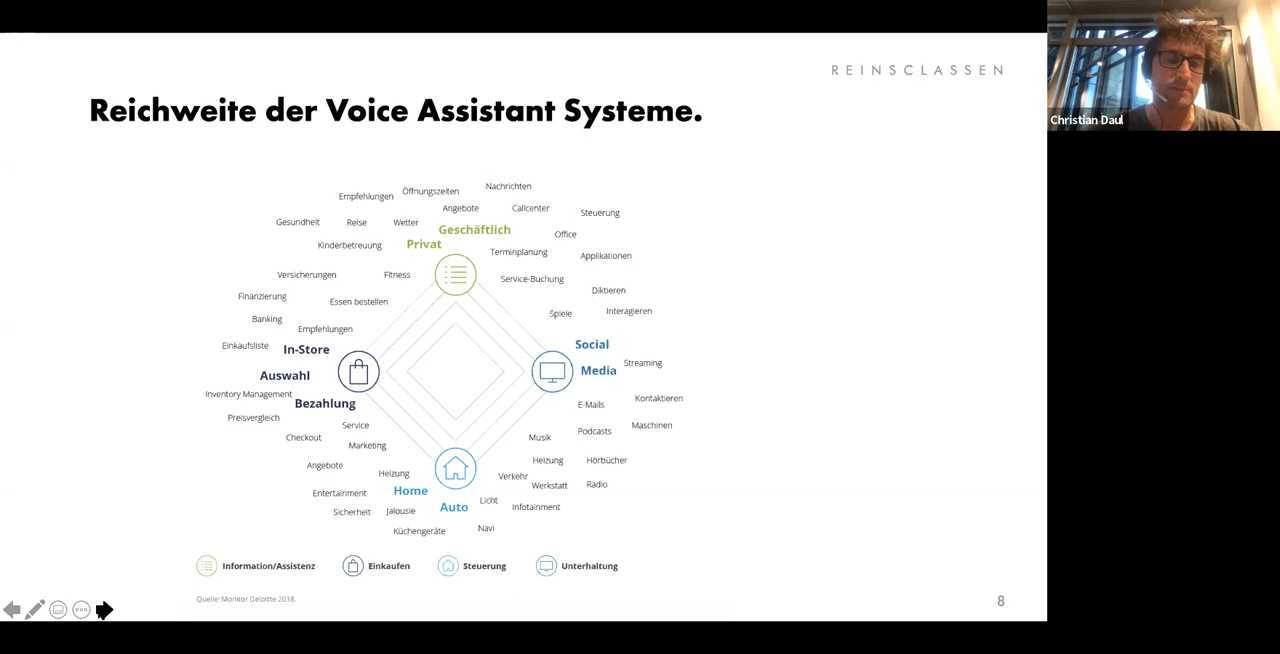 REINSCLASSEN
Christian Daul
Reichweite der Voice Assistant Systeme.
Nachrichten
Öffnungszeiten
Empfehlungen
Angebote
Callcenter
Steuerung
Gesundheit
Reise
Wetter
Geschäftlich
Office
Privat
Kinderbetreuung
Terminplanung
Applikationen
Versicherungen
Fitness
Service-Buchung
Diktieren
Finanzierung
Essen bestellen
Interagieren
Spiele
Banking
Empfehlungen
Einkaufsliste
In-Store
Social
Streaming
Auswahl
Media
Inventory Management
Kontaktieren
Bezahlung
E-Mails
Preisvergleich
Service
Maschinen
Podcasts
Checkout
Musik
Marketing
Angebote
Heizung
Hörbücher
Heizung
Verkehr
Werkstatt
Radio
Entertainment
Home
Licht
Auto
Infotainment
Sicherheit
Jalousie
Küchengeräte
Navi
Information/Assistenz
Einkaufen
Steuerung
Unterhaltung
Quelle: Monitor Deloitte 2018.
8